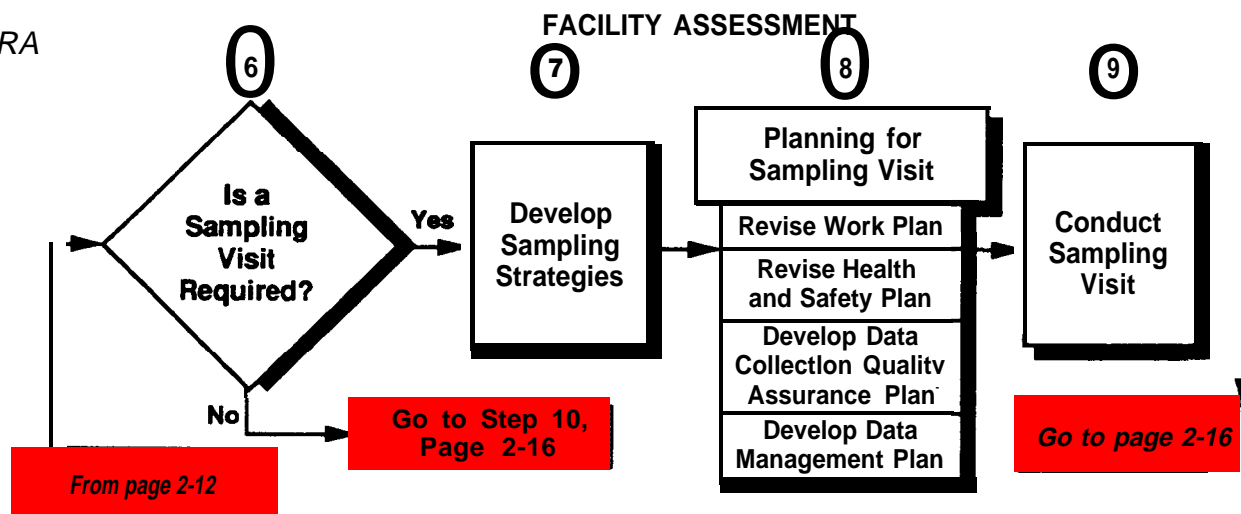 RA
FACILITY ASSESSMENT
6
7
8
9
Is a
Sampling
Visit
Required?
Yes
No
Develop
Sampling
Strategies
Planning for
Sampling Visit
Revise Work Plan
Revise Health
and Safety Plan
Develop Data
Collection Quality
Assurance Plan
Develop Data
Management Plan
Conduct
Sampling
Visit
Go to Step 10,
Page 2-16
Go to page 2-16
From page 2-12